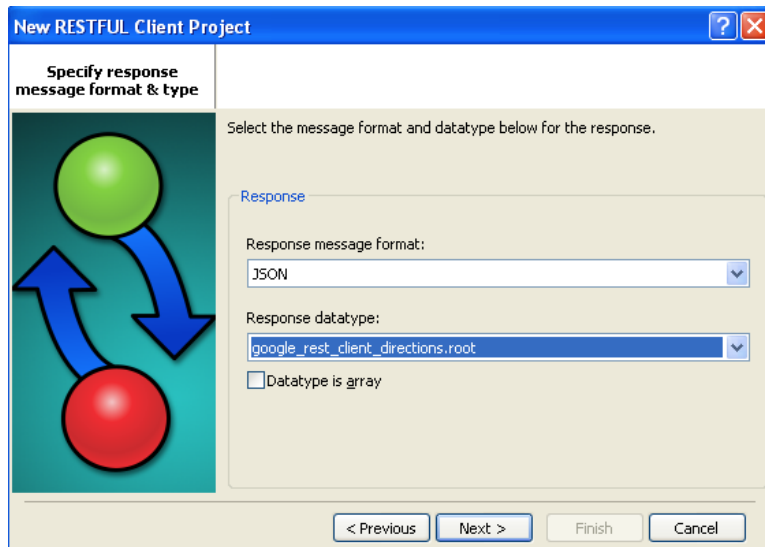 New RESTFUL Client Project
Specify response
message format & type
Select the message format and datatype below for the response.
Response
Response message format:
JSON
Response datatype:
google_rest_client_directions.root
Datatype is array
< Previous
Next >
Finish
Cancel